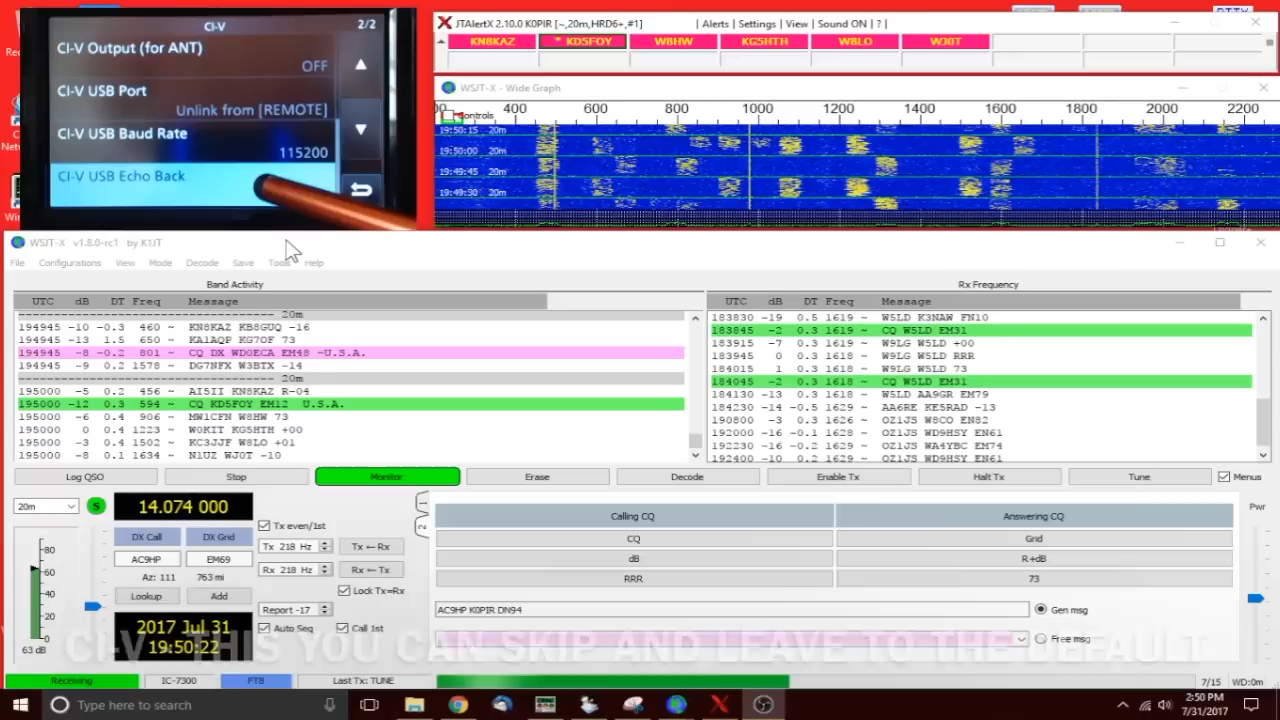 CI-V 2/2
CI-V Output (for ANT)
OFF
CI-V USB Port
Unlink from [REMOTE]
CI-V USB Baud Rate
115200
CI-V USB Echo Back
JTAlertX 2.10.0 K0PIR [~,20m,HRD6+,#1] | Alerts | Settings | View | Sound ON | ? |
KN8KAZ * KD5FOY W8HW KG5HTH W8LO WJ0T
WSJT-X - Wide Graph
Controls 400 600 800 1000 1200 1400 1600 1800 2000 2200
19:50:15 20m
19:50:00 20m
19:49:45 20m
19:49:30 20m
WSJT-X v1.8.0-rc1 by K1JT
File Configurations View Mode Decode Save Tools Help
Band Activity
UTC dB DT Freq Message
20m
194945 -10 -0.3 460 ~ KN8KAZ KB8GUQ -16
194945 -13 1.5 650 ~ KA1AQP KG7OF 73
194945 -8 -0.2 801 ~ CQ DX WD0ECA EM48 ~U.S.A.
194945 -9 0.2 1578 ~ DG7NFX W3BTX -14
20m
195000 -5 0.2 456 ~ AI5II KN8KAZ R-04
195000 -12 0.3 594 ~ CQ KD5FOY EM12 U.S.A.
195000 -6 0.4 906 ~ MW1CFN W8HW 73
195000 0 0.4 1223 ~ W0KIT KG5HTH +00
195000 -3 0.4 1502 ~ KC3JJF W8LO +01
195000 -8 0.1 1634 ~ N1UZ WJ0T -10
Rx Frequency
UTC dB DT Freq Message
183830 -19 0.5 1619 ~ W5LD K3NAW FN10
183845 -2 0.3 1619 ~ CQ W5LD EM31
183915 -7 0.3 1619 ~ W9LG W5LD +00
183945 0 0.3 1618 ~ W9LG W5LD RRR
184015 1 0.3 1618 ~ W9LG W5LD 73
184045 -2 0.3 1618 ~ CQ W5LD EM31
184130 -13 0.3 1618 ~ W5LD AA9GR EM79
184230 -14 -0.5 1629 ~ AA6RE KE5RAD -13
190800 -3 0.3 1626 ~ OZ1JS W8CO EN82
192000 -16 -0.1 1628 ~ OZ1JS WD9HSY EN61
192230 -16 -0.2 1629 ~ OZ1JS WA4YBC EM74
192400 -10 0.2 1629 ~ OZ1JS WD9HSY EN61
Log QSO Stop Monitor Erase Decode Enable Tx Halt Tx Tune Menus
20m S 14.074 000
DX Call DX Grid
AC9HP EM69
Az: 111 763 mi
Lookup Add
2017 Jul 31
19:50:22
80
60
40
20
0
63 dB
Tx even/1st
Tx 218 Hz Tx ← Rx
Rx 218 Hz Rx ← Tx
Lock Tx=Rx
Report -17
Auto Seq Call 1st
1
2
Calling CQ Answering CQ
CQ Grid
dB R+dB
RRR 73
AC9HP K0PIR DN94 Gen msg
Free msg
Pwr
CI-V THIS YOU CAN SKIP AND LEAVE TO THE DEFAULT
Receiving IC-7300 FT8 Last Tx: TUNE 7/15 WD:0m
Type here to search
2:50 PM
7/31/2017